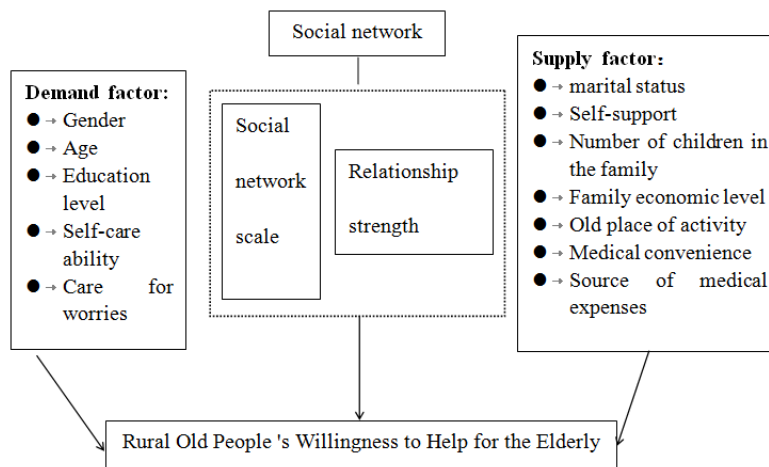 Social network
Demand factor:
● → Gender
● → Age
● → Education
level
● → Self-care
ability
● → Care for
worries
Social
network
scale
Relationship
strength
Supply factor：
● → marital status
● → Self-support
● → Number of children in
the family
● → Family economic level
● → Old place of activity
● → Medical convenience
● → Source of medical
expenses
Rural Old People 's Willingness to Help for the Elderly